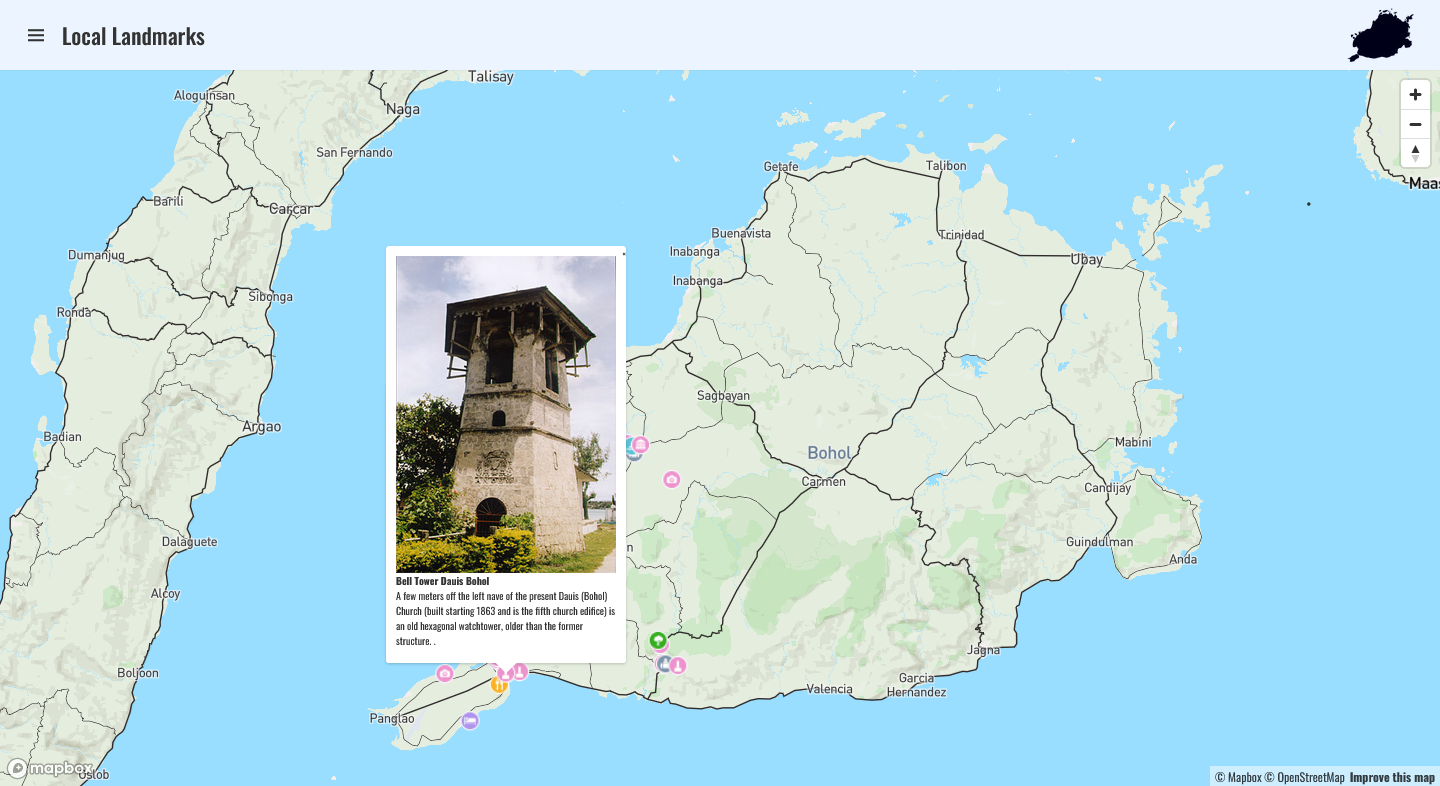 Local Landmarks
Talisay
Aloguinsan
Naga
San Fernando
Getafe
Talibon
Maas
Barili
Carcar
Buenavista
Trinidad
Dumanjug
Inabanga
Ubay
Inabanga
Sibonga
Ronda
Sagbayan
Argao
Badian
Mabini
Bohol
Carmen
Candijay
Dalaguete
n
Guindulman
Anda
Bell Tower Dauis Bohol
A few meters off the left nave of the present Dauis (Bohol)
Church (built starting 1863 and is the fifth church edifice) is
an old hexagonal watchtower, older than the former
structure. .
Alcoy
Jagna
Boljoon
Garcia
Hernandez
Valencia
Panglao
Oslob
mapbox
© Mapbox © OpenStreetMap Improve this map